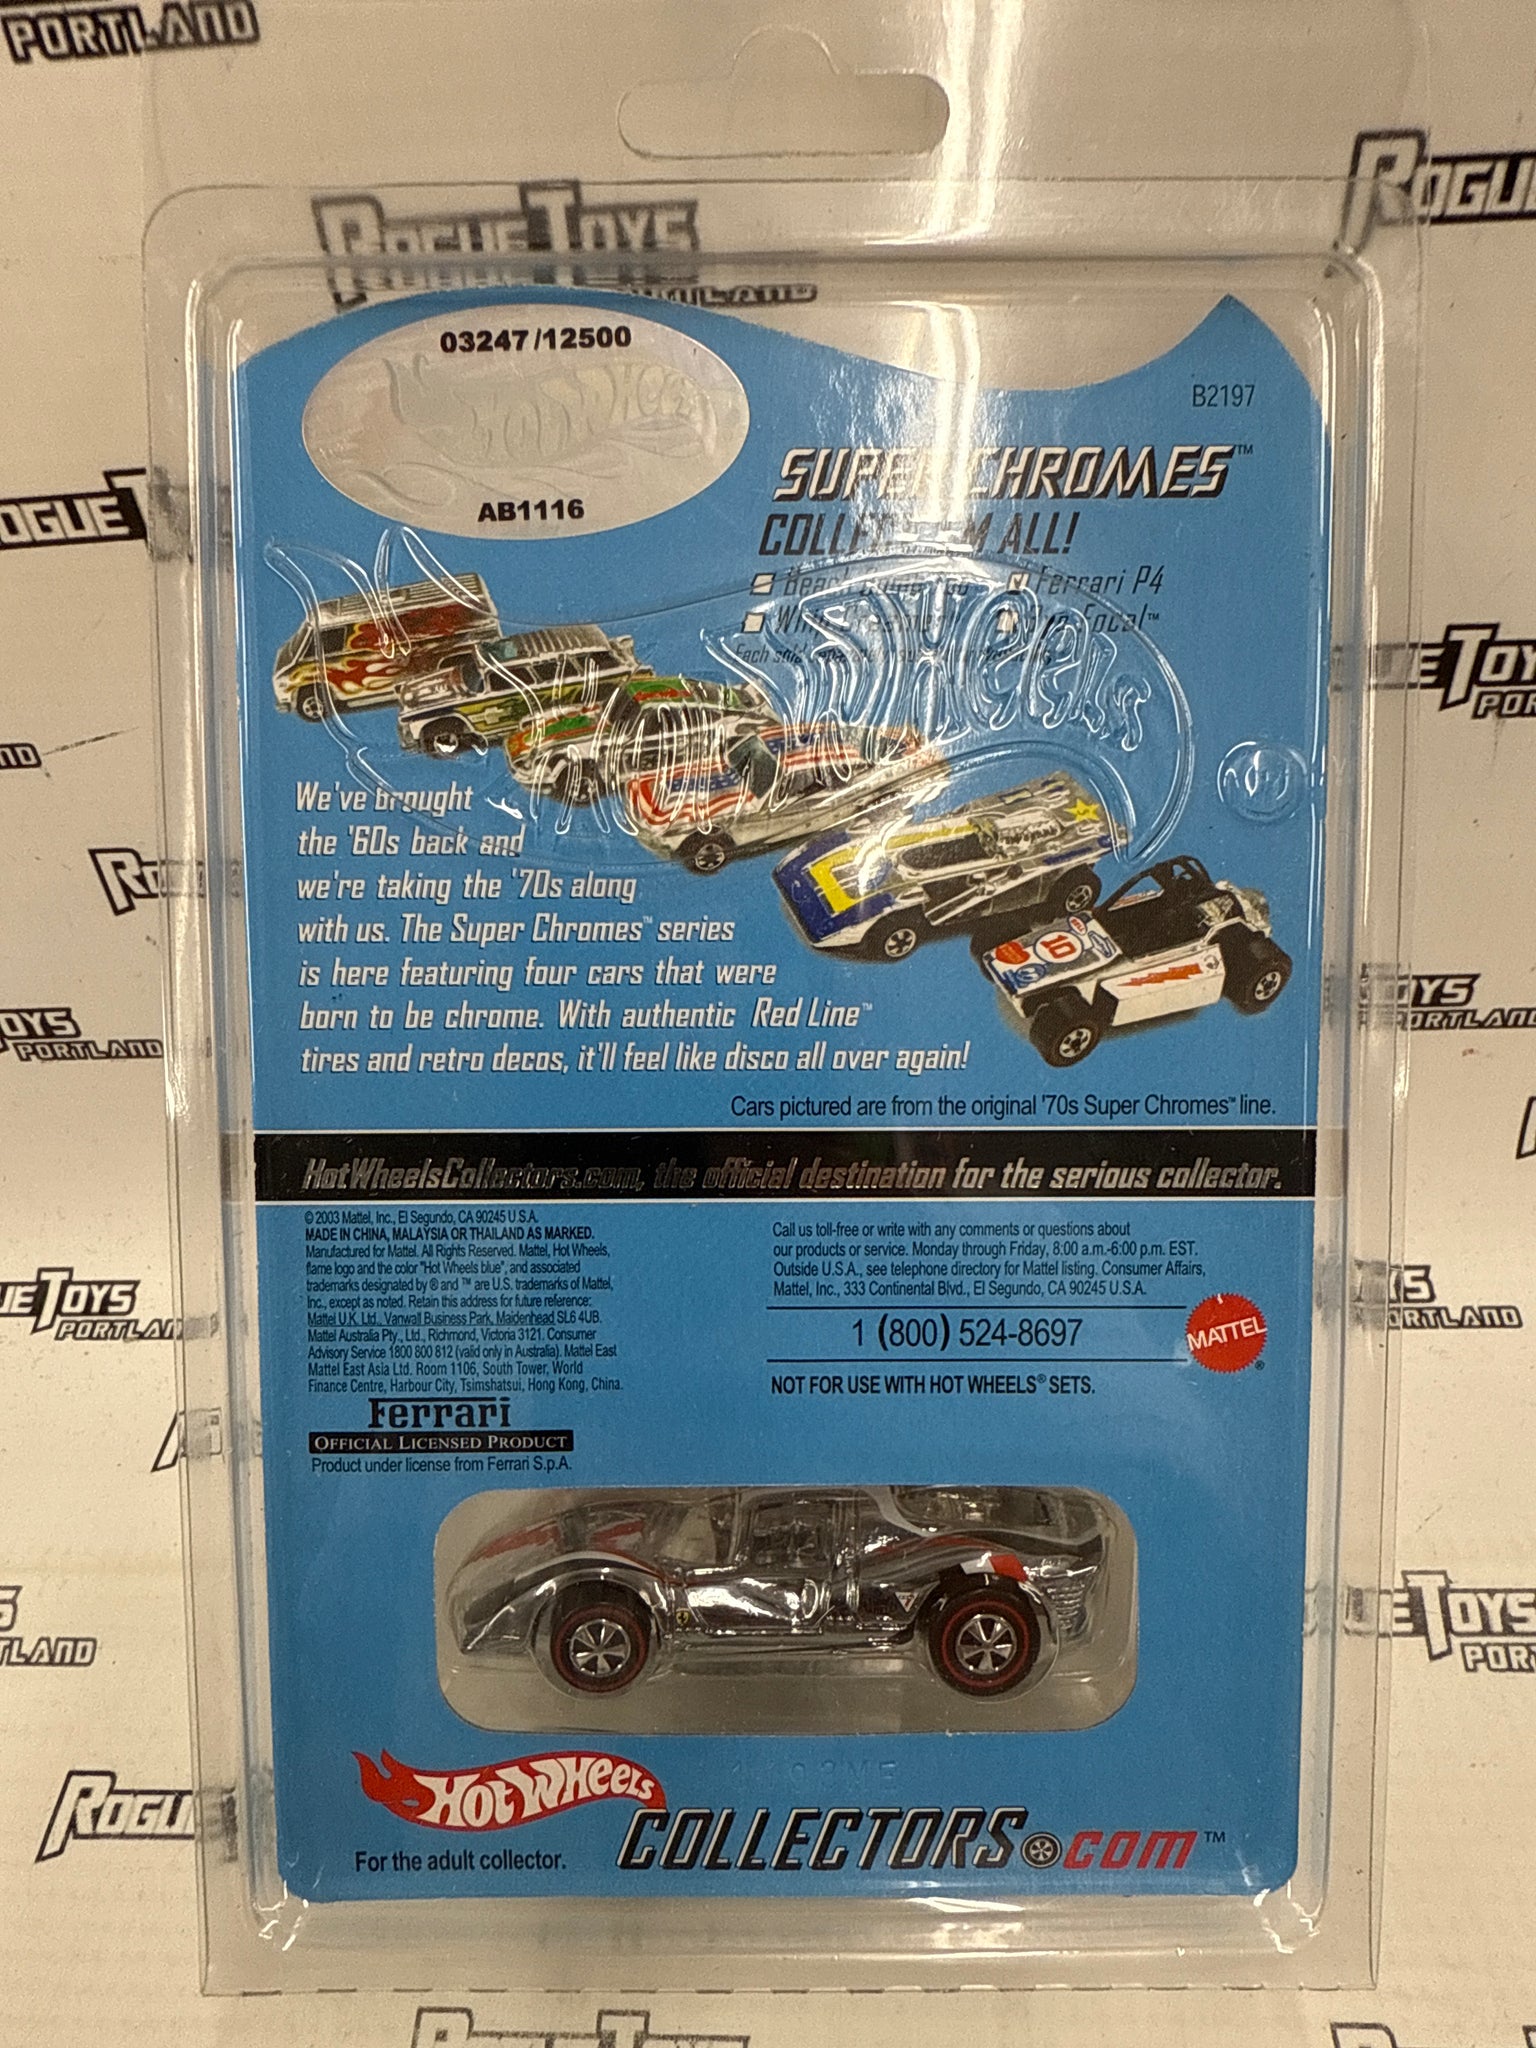 PORTLAND
ROGUE TOYS
PORTLAND
ROGUE
03247/12500
AB1116
B2197
SUPER CHROMES™
COLLECT 'EM ALL!
Beach Bomb Too
Ferrari P4
Each sold separately
We've brought
the '60s back and
we're taking the '70s along
with us. The Super Chromes™ series
is here featuring four cars that were
born to be chrome. With authentic Red Line™
tires and retro decos, it'll feel like disco all over again!
Cars pictured are from the original '70s Super Chromes™ line.
HotWheelsCollectors.com, the official destination for the serious collector.
© 2003 Mattel, Inc., El Segundo, CA 90245 U.S.A.
MADE IN CHINA, MALAYSIA OR THAILAND AS MARKED.
Manufactured for Mattel. All Rights Reserved. Mattel, Hot Wheels,
flame logo and the color "Hot Wheels blue", and associated
trademarks designated by ® and ™ are U.S. trademarks of Mattel,
Inc., except as noted. Retain this address for future reference:
Mattel U.K. Ltd., Vanwall Business Park, Maidenhead SL6 4UB.
Mattel Australia Pty., Ltd., Richmond, Victoria 3121. Consumer
Advisory Service 1800 800 812 (valid only in Australia). Mattel East
Mattel East Asia Ltd. Room 1106, South Tower, World
Finance Centre, Harbour City, Tsimshatsui, Hong Kong, China.
Ferrari
OFFICIAL LICENSED PRODUCT
Product under license from Ferrari S.p.A.
Call us toll-free or write with any comments or questions about
our products or service. Monday through Friday, 8:00 a.m.-6:00 p.m. EST.
Outside U.S.A., see telephone directory for Mattel listing. Consumer Affairs,
Mattel, Inc., 333 Continental Blvd., El Segundo, CA 90245 U.S.A.
1 (800) 524-8697
MATTEL®
NOT FOR USE WITH HOT WHEELS® SETS.
Hot Wheels
COLLECTORS.com™
For the adult collector.